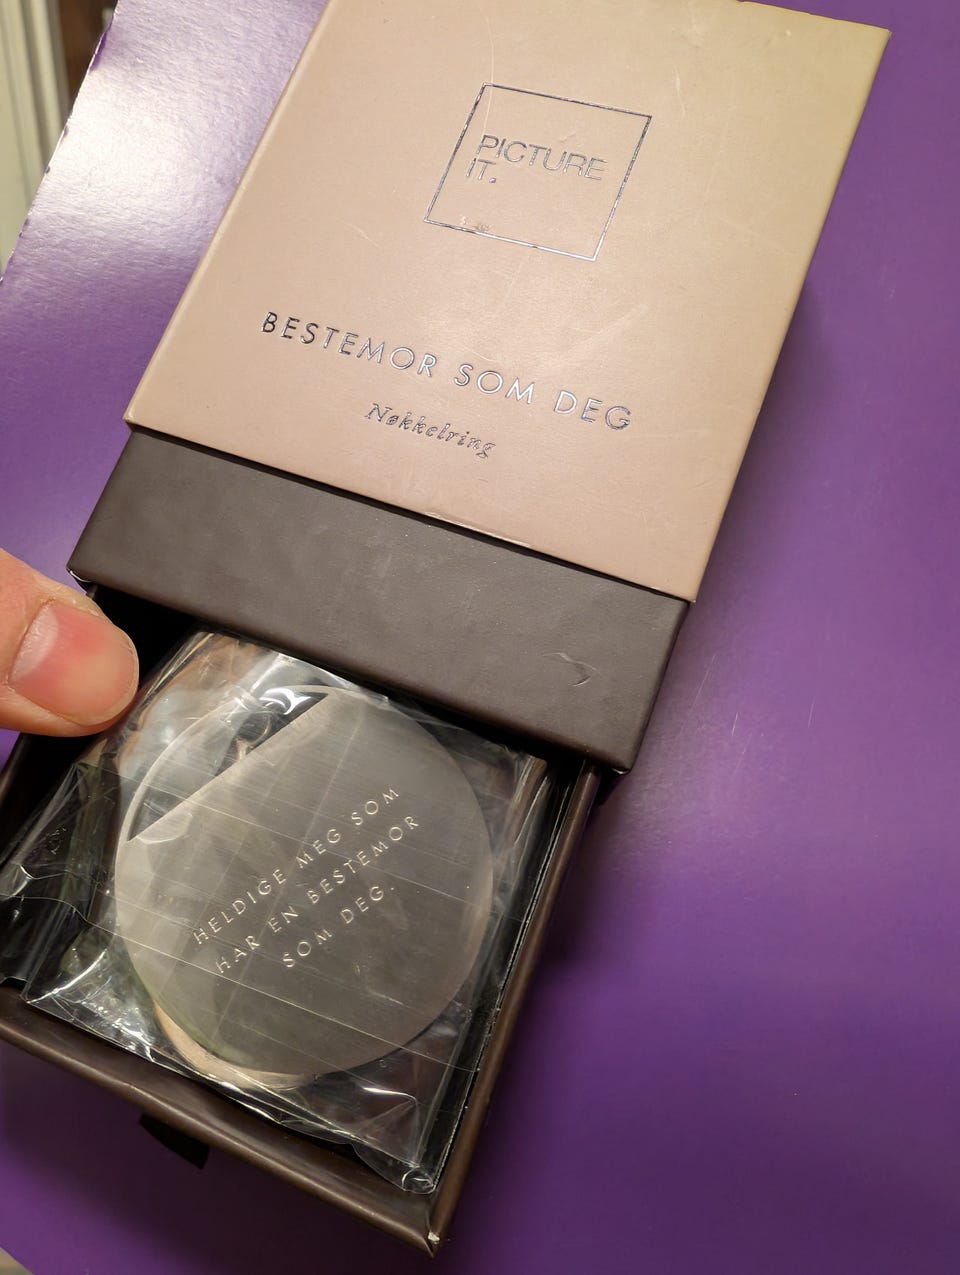 PICTURE
IT.
BESTEMOR SOM DEG
Nøkkelring
HELDIGE MEG SOM
HAR EN BESTEMOR
SOM DEG.